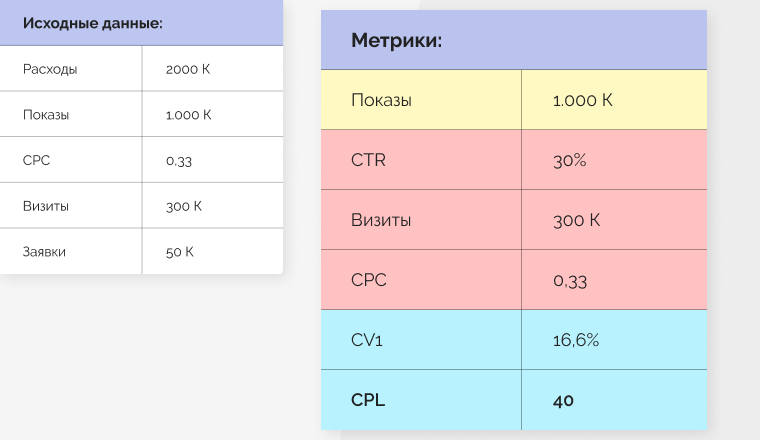 Исходные данные:
Расходы 2000 К
Показы 1.000 К
CPC 0,33
Визиты 300 К
Заявки 50 К
Метрики:
Показы 1.000 К
CTR 30%
Визиты 300 К
CPC 0,33
CV1 16,6%
CPL 40